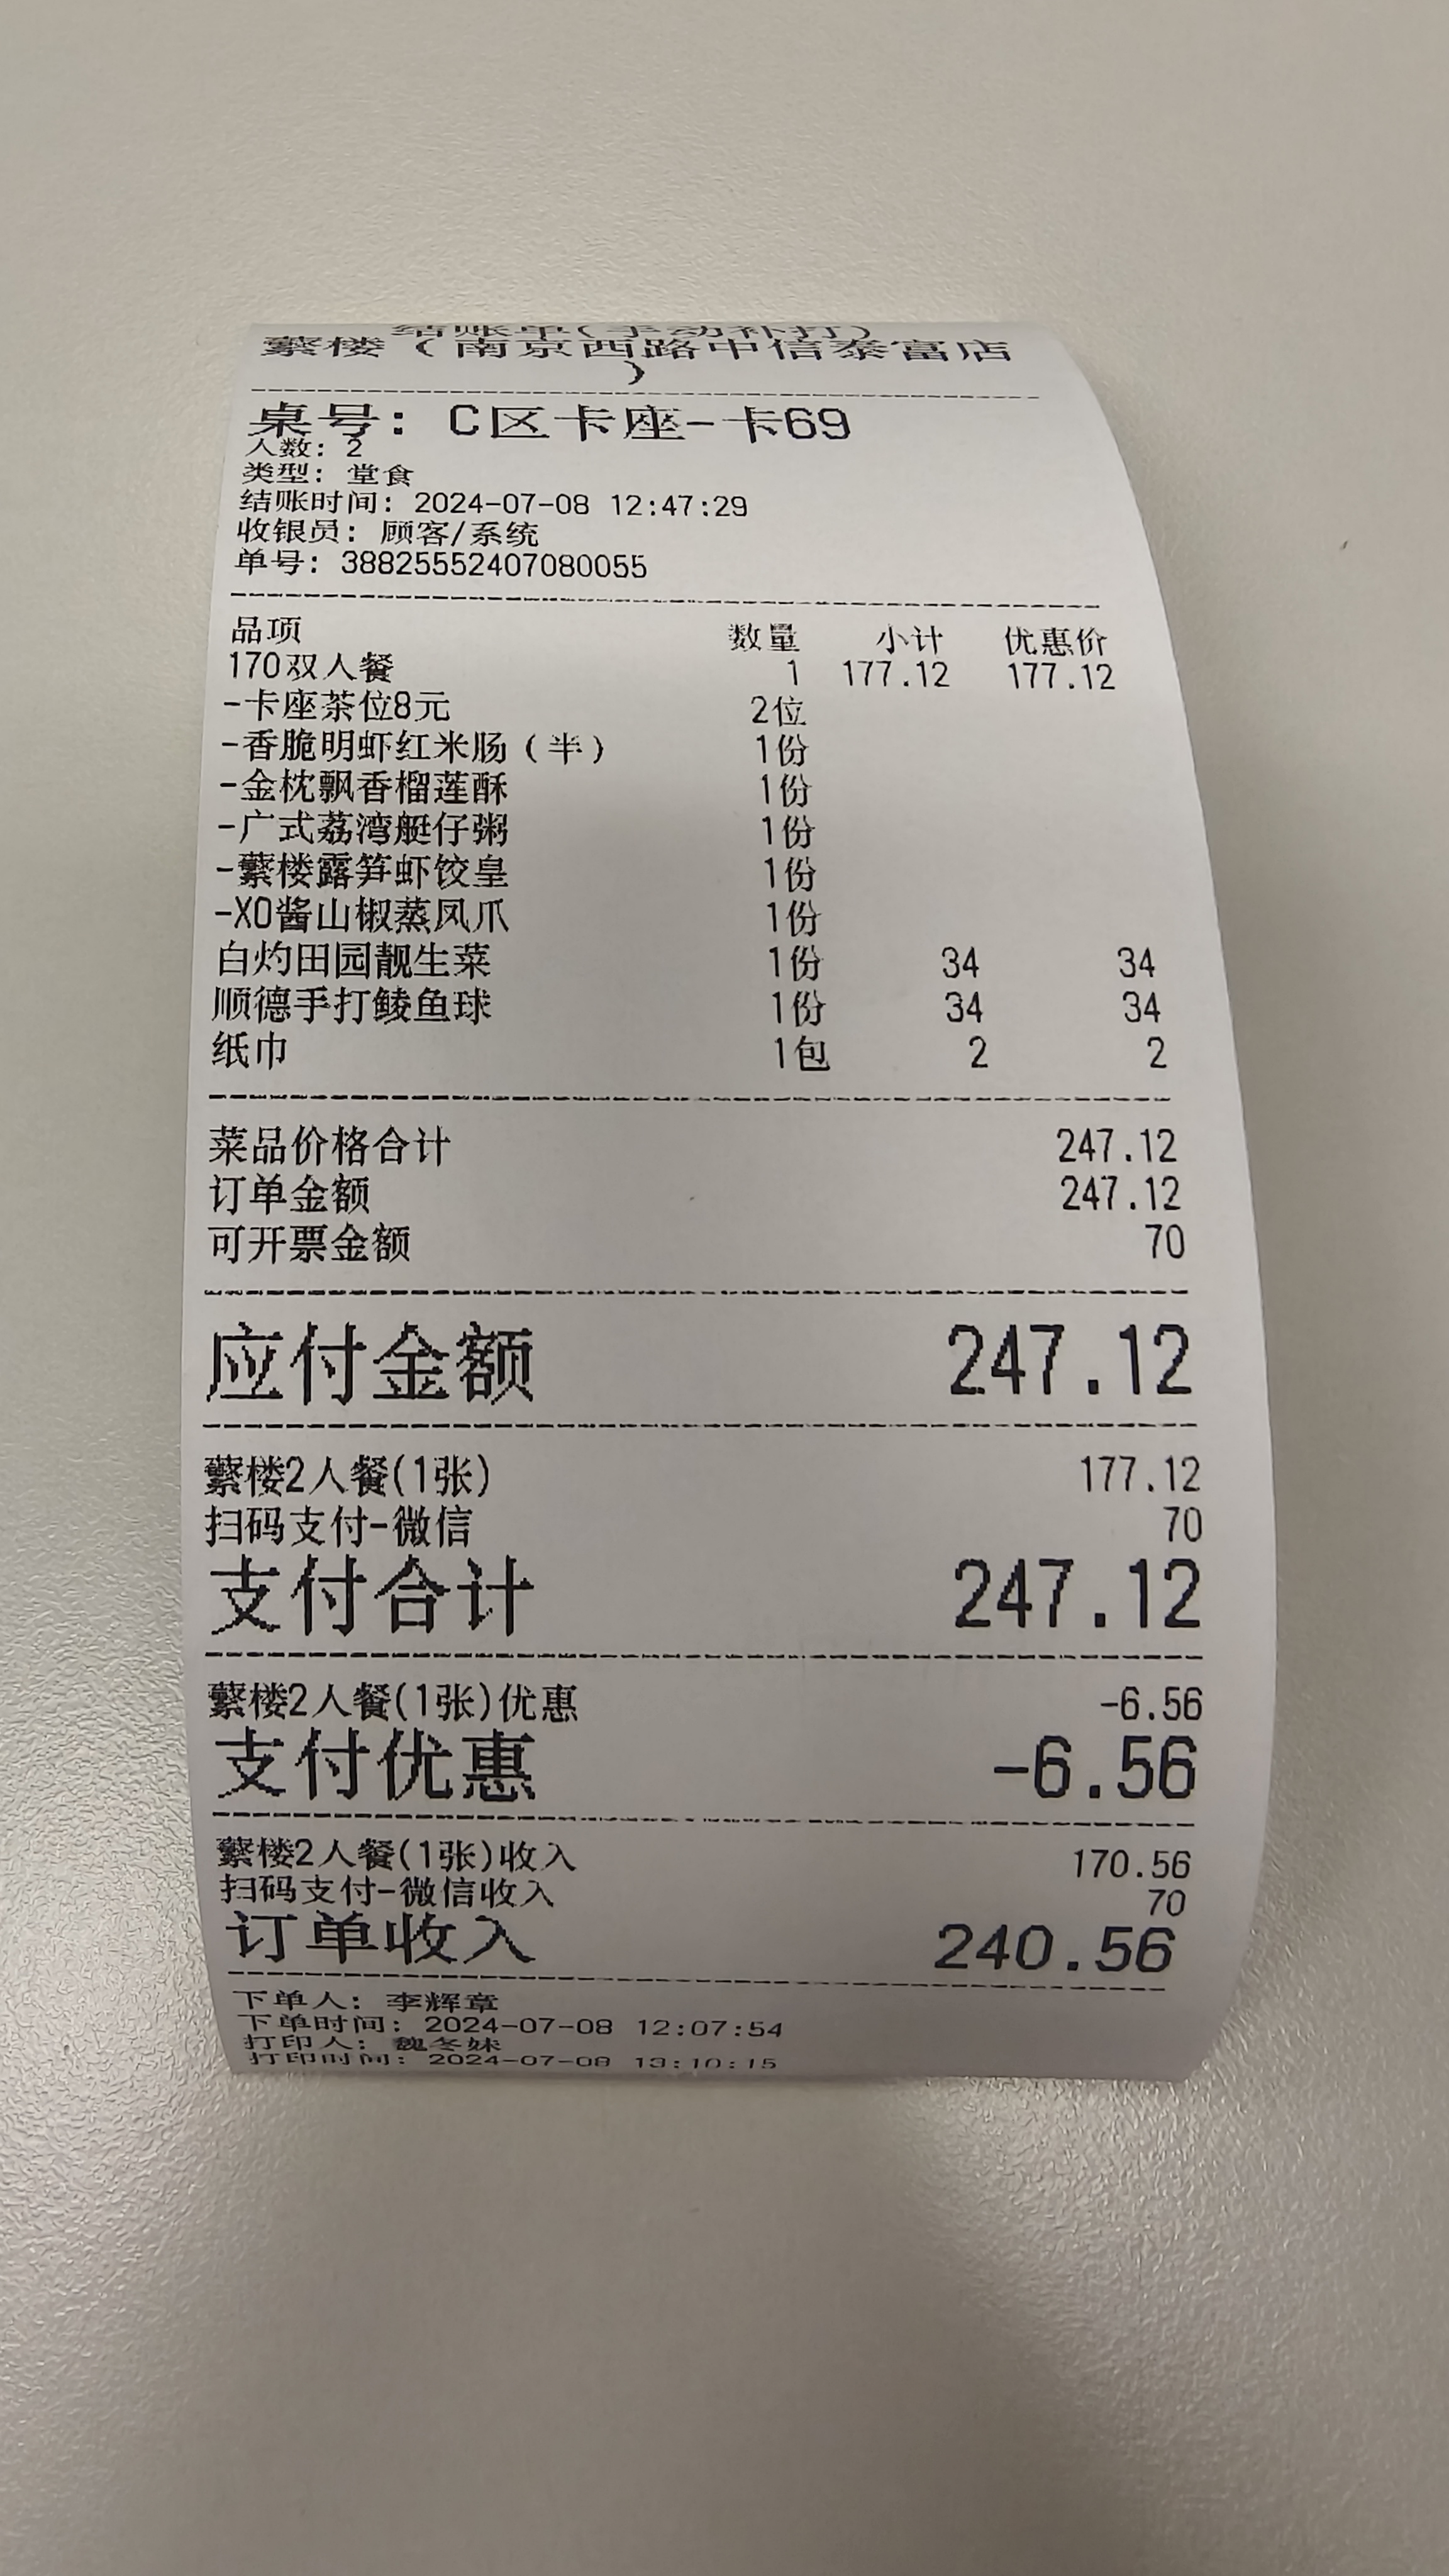 结账单(手动补打)
蘩楼（南京西路中信泰富店
）
桌号: C区卡座-卡69
人数: 2
类型: 堂食
结账时间: 2024-07-08 12:47:29
收银员: 顾客/系统
单号: 38825552407080055
品项 数量 小计 优惠价
170双人餐 1 177.12 177.12
-卡座茶位8元 2位
-香脆明虾红米肠（半） 1份
-金枕飘香榴莲酥 1份
-广式荔湾艇仔粥 1份
-蘩楼露笋虾饺皇 1份
-XO酱山椒蒸凤爪 1份
白灼田园靓生菜 1份 34 34
顺德手打鲮鱼球 1份 34 34
纸巾 1包 2 2
菜品价格合计 247.12
订单金额 247.12
可开票金额 70
应付金额 247.12
蘩楼2人餐(1张) 177.12
扫码支付-微信 70
支付合计 247.12
蘩楼2人餐(1张)优惠 -6.56
支付优惠 -6.56
蘩楼2人餐(1张)收入 170.56
扫码支付-微信收入 70
订单收入 240.56
下单人: 李辉章
下单时间: 2024-07-08 12:07:54
打印人: 魏冬妹
打印时间: 2024-07-08 13:10:15